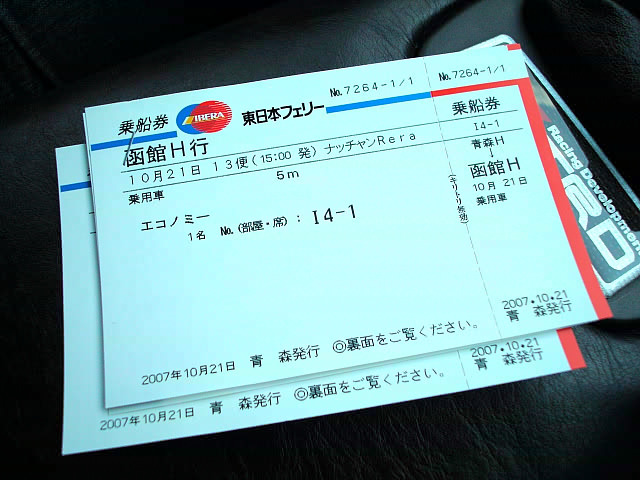 乗船券 LIBERA 東日本フェリー No.7264-1/1
函館H行
10月21日 13便(15:00 発) ナッチャンRera
乗用車 5m
エコノミー
1名 No.(部屋・席): I4-1
2007年10月21日 青 森発行 ◎裏面をご覧ください。
No.7264-1/1
乗船券
I4-1
青森H
函館H
10月 21日
乗用車
(キリトリ無効)
2007・10・21
青 森発行
2007年10月21日 青 森発行 ◎裏面をご覧ください。
2007・10・21
青 森発行
Racing Development
TRD